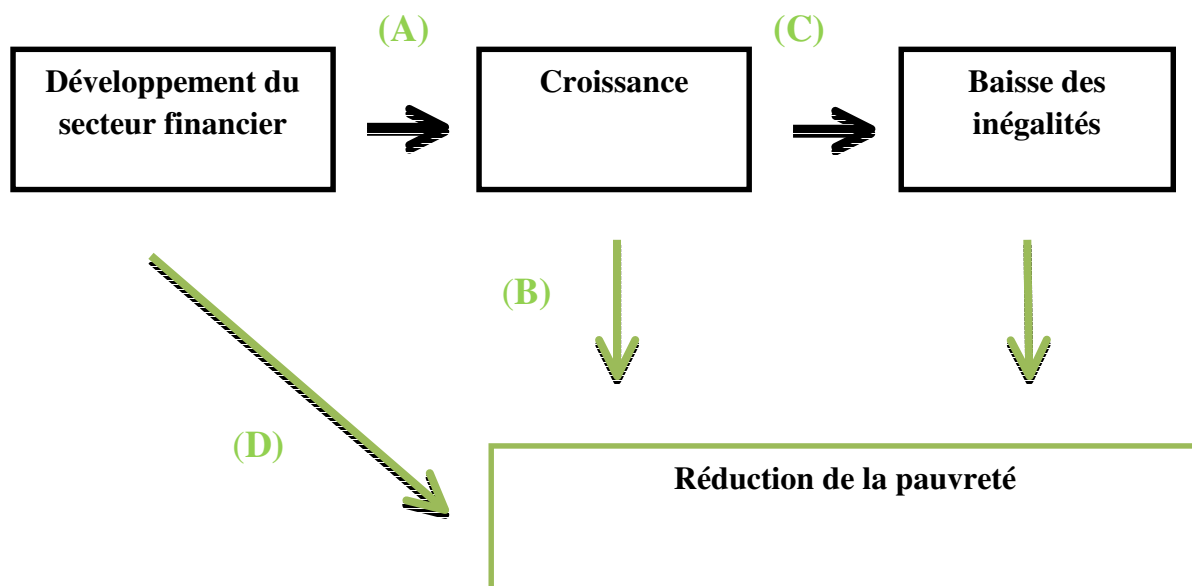 (A)
(C)
Développement du
secteur financier
Croissance
Baisse des
inégalités
(B)
(D)
Réduction de la pauvreté